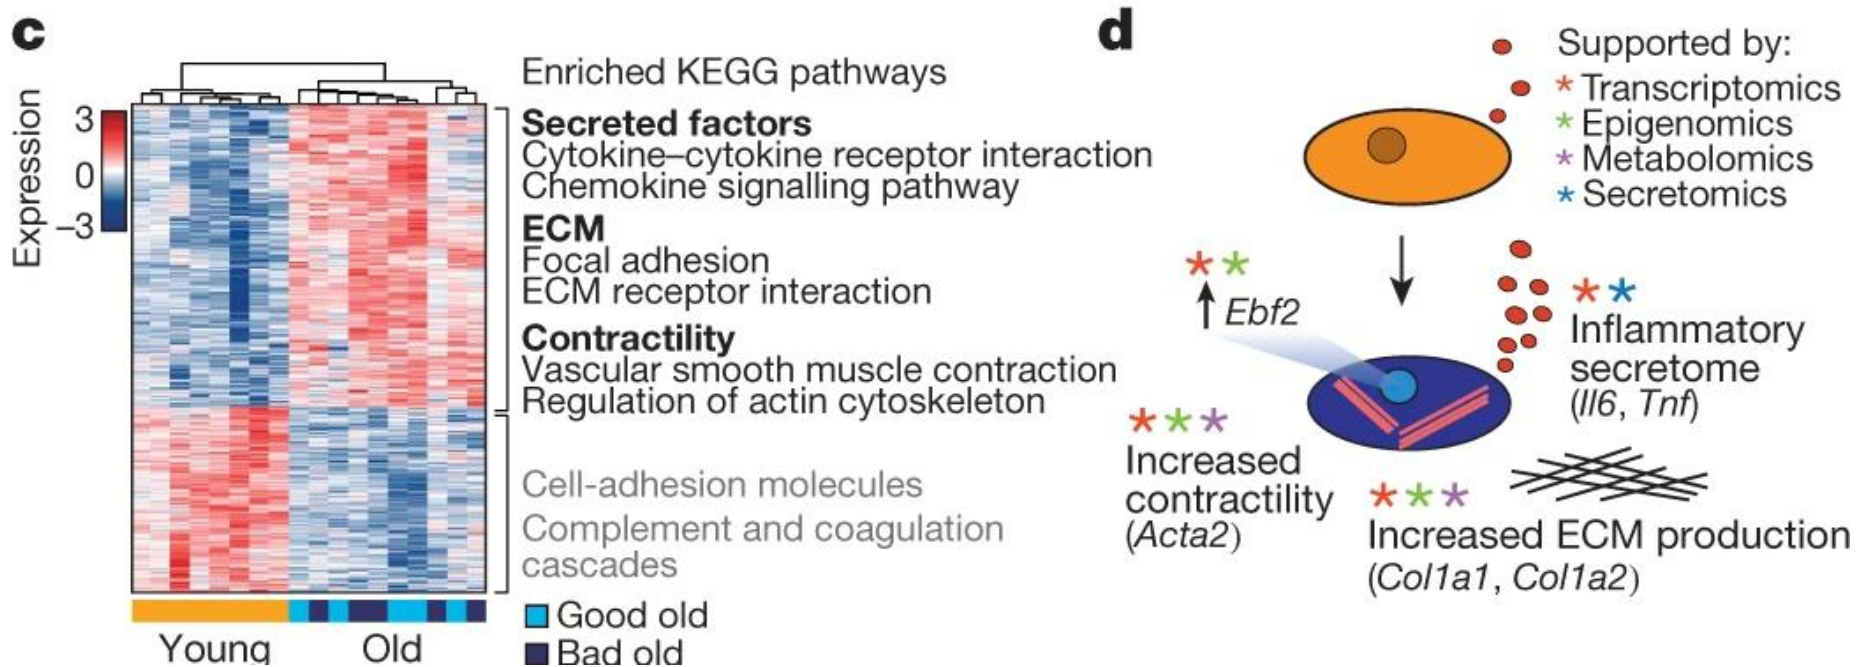 c
Expression
3
0
−3
Young
Old
Enriched KEGG pathways
Secreted factors
Cytokine–cytokine receptor interaction
Chemokine signalling pathway
ECM
Focal adhesion
ECM receptor interaction
Contractility
Vascular smooth muscle contraction
Regulation of actin cytoskeleton
Cell-adhesion molecules
Complement and coagulation
cascades
Good old
Bad old
d
Supported by:
* Transcriptomics
* Epigenomics
* Metabolomics
* Secretomics
* *
Ebf2
* *
Inflammatory
secretome
(Il6, Tnf)
* * *
Increased
contractility
(Acta2)
* * *
Increased ECM production
(Col1a1, Col1a2)